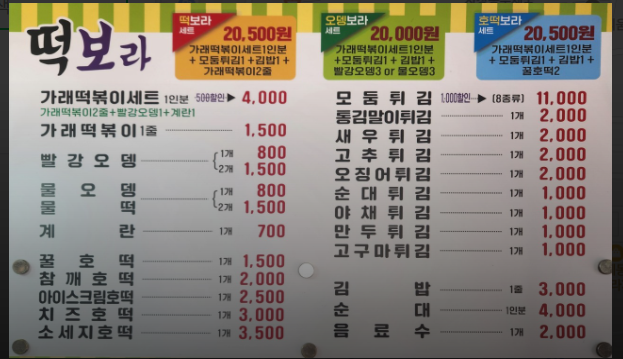 떡보라
떡보라
세트
20,500원
가래떡볶이세트1인분
+ 모둠튀김1 + 김밥1 +
가래떡볶이2줄
오뎅보라
세트
20,000원
가래떡볶이세트1인분
+ 모둠튀김1 + 김밥1 +
빨강오뎅3 or 물오뎅3
호떡보라
세트
20,500원
가래떡볶이세트1인분
+ 모둠튀김1 + 김밥1 +
꿀호떡2
가래떡볶이세트 1인분 500할인 4,000
가래떡볶이2줄+빨강오뎅1+계란1
가래떡볶이 1줄 1,500
빨강오뎅 1개 800
2개 1,500
물오뎅 1개 800
물떡 2개 1,500
계란 1개 700
꿀호떡 1개 1,500
참깨호떡 1개 2,000
아이스크림호떡 1개 2,500
치즈호떡 1개 3,000
소세지호떡 1개 3,500
모둠튀김 1,000할인 (8종류) 11,000
통김말이튀김 1개 2,000
새우튀김 1개 2,000
고추튀김 1개 2,000
오징어튀김 1개 2,000
순대튀김 1개 1,000
야채튀김 1개 1,000
만두튀김 1개 1,000
고구마튀김 1개 1,000
김밥 1줄 3,000
순대 1인분 4,000
음료수 1개 2,000